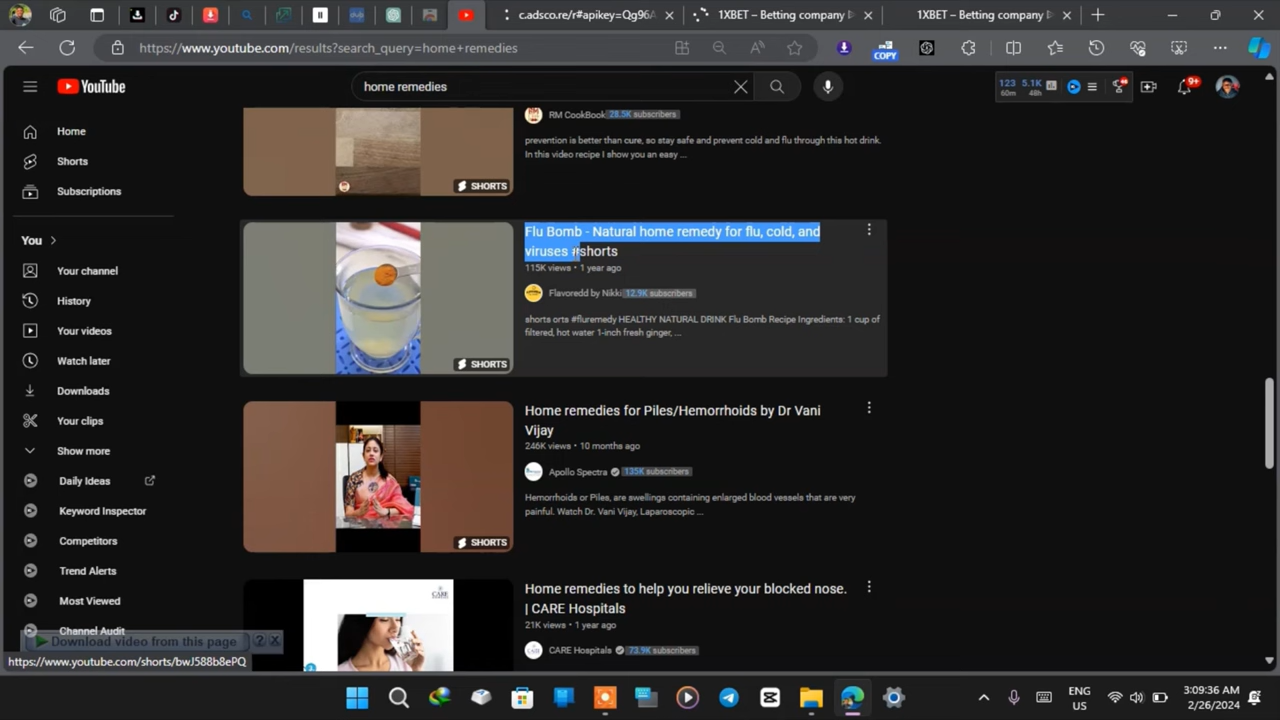 c.adsco.re/r#apikey=Qg96A
1XBET – Betting company
1XBET – Betting company
https://www.youtube.com/results?search_query=home+remedies
COPY
YouTube
home remedies
123 5.1K
60m 48h
9+
Home
Shorts
Subscriptions
You
Your channel
History
Your videos
Watch later
Downloads
Your clips
Show more
Daily Ideas
Keyword Inspector
Competitors
Trend Alerts
Most Viewed
Channel Audit
Download video from this page ? X
https://www.youtube.com/shorts/bwJ588b8ePQ
RM CookBook 28.5K subscribers
prevention is better than cure, so stay safe and prevent cold and flu through this hot drink.
In this video recipe I show you an easy ...
SHORTS
Flu Bomb - Natural home remedy for flu, cold, and
viruses #shorts
115K views • 1 year ago
Flavoredd by Nikki 12.9K subscribers
shorts orts #fluremedy HEALTHY NATURAL DRINK Flu Bomb Recipe Ingredients: 1 cup of
filtered, hot water 1-inch fresh ginger, ...
SHORTS
Home remedies for Piles/Hemorrhoids by Dr Vani
Vijay
246K views • 10 months ago
Apollo Spectra 135K subscribers
Hemorrhoids or Piles, are swellings containing enlarged blood vessels that are very
painful. Watch Dr. Vani Vijay, Laparoscopic ...
SHORTS
Home remedies to help you relieve your blocked nose.
| CARE Hospitals
21K views • 1 year ago
CARE Hospitals 73.9K subscribers
CARE
ENG
US
3:09:36 AM
2/26/2024